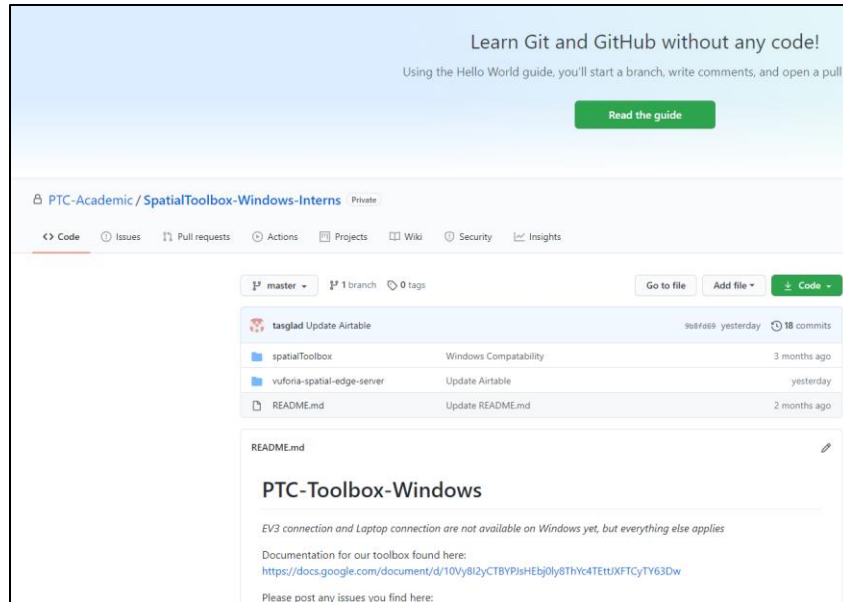 Learn Git and GitHub without any code!
Using the Hello World guide, you'll start a branch, write comments, and open a pull
Read the guide
PTC-Academic / SpatialToolbox-Windows-Interns Private
<> Code Issues Pull requests Actions Projects Wiki Security Insights
master 1 branch 0 tags Go to file Add file Code
tasglad Update Airtable 9b8fd69 yesterday 18 commits
spatialToolbox Windows Compatability 3 months ago
vuforia-spatial-edge-server Update Airtable yesterday
README.md Update README.md 2 months ago
README.md
PTC-Toolbox-Windows
EV3 connection and Laptop connection are not available on Windows yet, but everything else applies
Documentation for our toolbox found here:
https://docs.google.com/document/d/10Vy8I2yCTBYPJsHEbj0ly8ThYc4TEttJXFTCyTY63Dw
Please post any issues you find here: